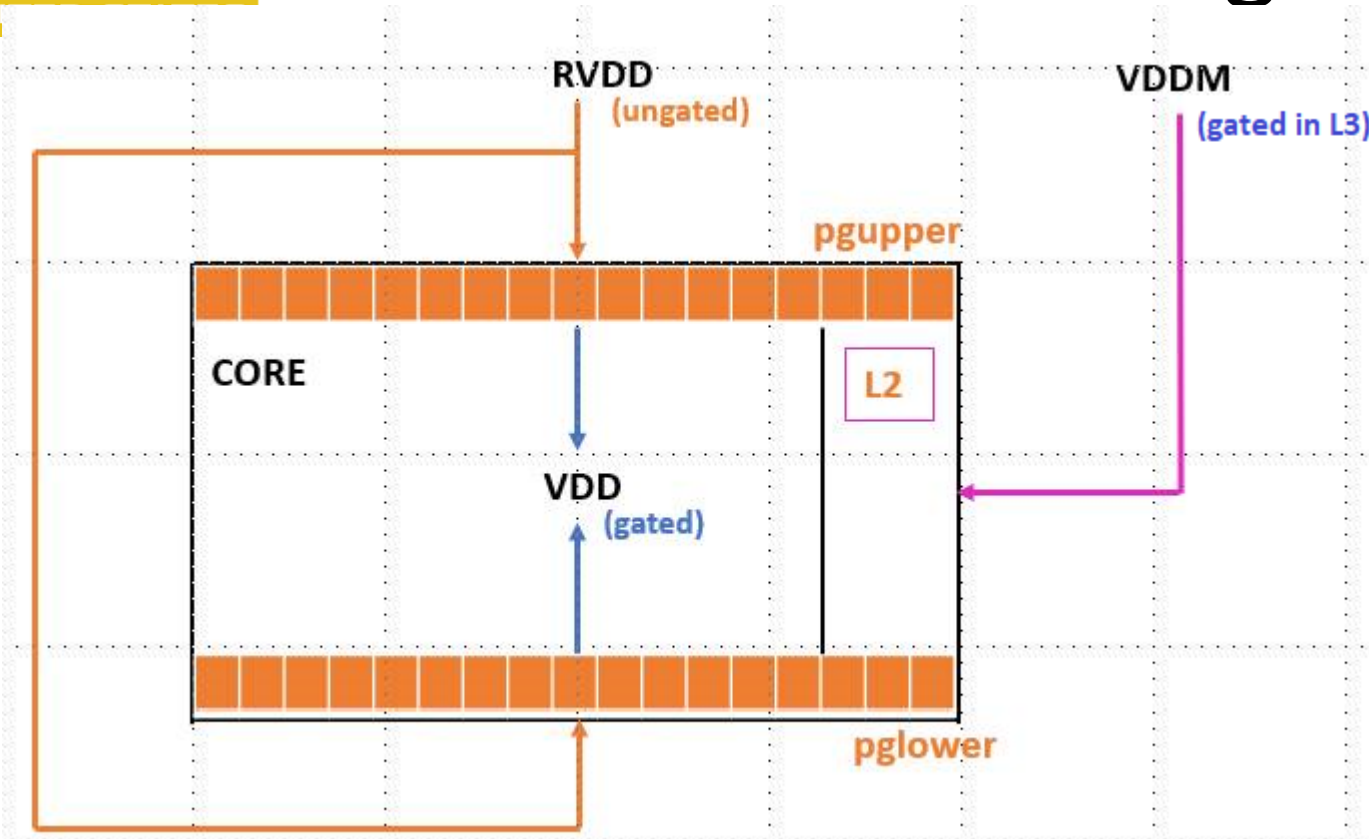 RVDD
(ungated)
VDDM
(gated in L3)
pgupper
CORE
L2
VDD
(gated)
pglower